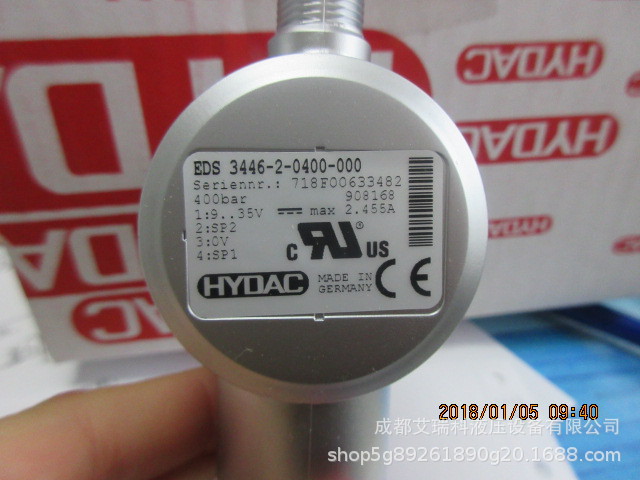 HYDAC
HYDAC
HYDAC
EDS 3446-2-0400-000
Seriennr.: 718F00633482
400bar 908168
1:9..35V max 2.455A
2:SP2
3:0V
4:SP1
c RU ® US
HYDAC MADE IN GERMANY CE
HYDAC
2018/01/05 09:40
成都艾瑞科液压设备有限公司
shop5g89261890g20.1688.com